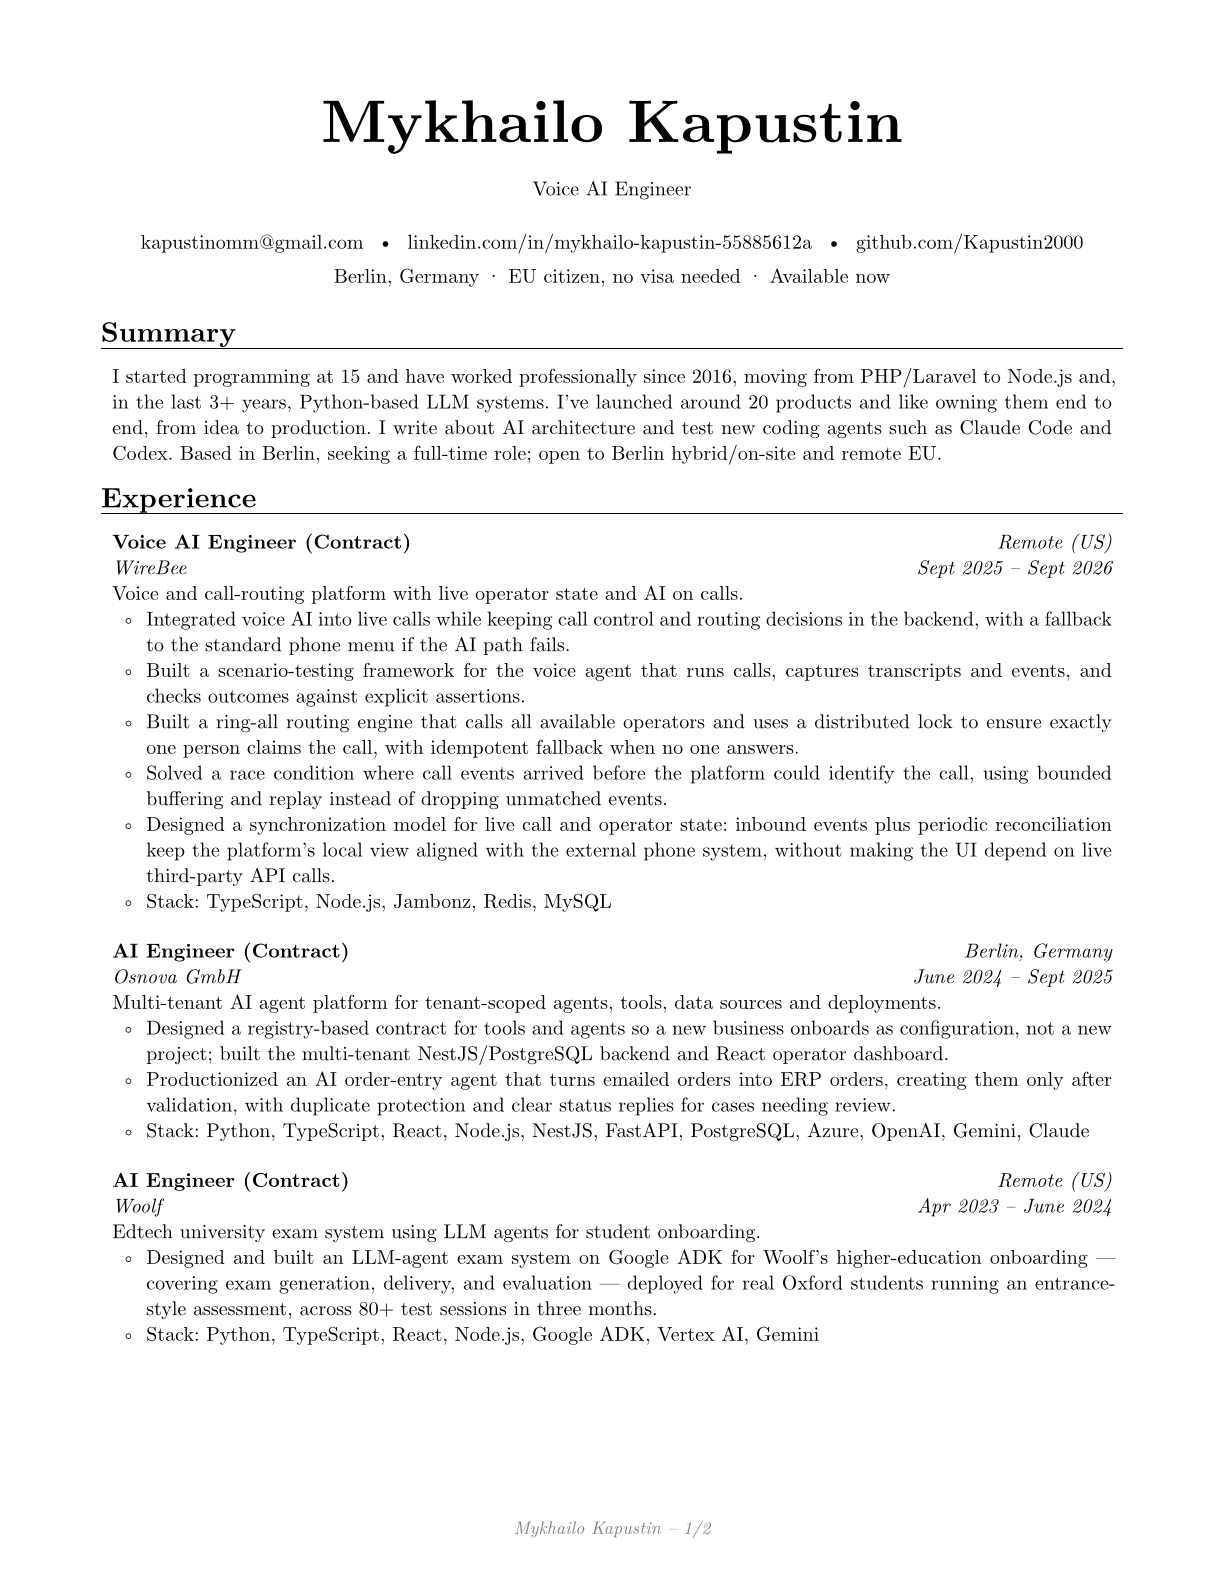 Mykhailo Kapustin
Voice AI Engineer
kapustinomm@gmail.com • linkedin.com/in/mykhailo-kapustin-55885612a • github.com/Kapustin2000
Berlin, Germany · EU citizen, no visa needed · Available now
Summary
I started programming at 15 and have worked professionally since 2016, moving from PHP/Laravel to Node.js and,
in the last 3+ years, Python-based LLM systems. I've launched around 20 products and like owning them end to
end, from idea to production. I write about AI architecture and test new coding agents such as Claude Code and
Codex. Based in Berlin, seeking a full-time role; open to Berlin hybrid/on-site and remote EU.
Experience
Voice AI Engineer (Contract) Remote (US)
WireBee Sept 2025 – Sept 2026
Voice and call-routing platform with live operator state and AI on calls.
◦ Integrated voice AI into live calls while keeping call control and routing decisions in the backend, with a fallback
to the standard phone menu if the AI path fails.
◦ Built a scenario-testing framework for the voice agent that runs calls, captures transcripts and events, and
checks outcomes against explicit assertions.
◦ Built a ring-all routing engine that calls all available operators and uses a distributed lock to ensure exactly
one person claims the call, with idempotent fallback when no one answers.
◦ Solved a race condition where call events arrived before the platform could identify the call, using bounded
buffering and replay instead of dropping unmatched events.
◦ Designed a synchronization model for live call and operator state: inbound events plus periodic reconciliation
keep the platform's local view aligned with the external phone system, without making the UI depend on live
third-party API calls.
◦ Stack: TypeScript, Node.js, Jambonz, Redis, MySQL
AI Engineer (Contract) Berlin, Germany
Osnova GmbH June 2024 – Sept 2025
Multi-tenant AI agent platform for tenant-scoped agents, tools, data sources and deployments.
◦ Designed a registry-based contract for tools and agents so a new business onboards as configuration, not a new
project; built the multi-tenant NestJS/PostgreSQL backend and React operator dashboard.
◦ Productionized an AI order-entry agent that turns emailed orders into ERP orders, creating them only after
validation, with duplicate protection and clear status replies for cases needing review.
◦ Stack: Python, TypeScript, React, Node.js, NestJS, FastAPI, PostgreSQL, Azure, OpenAI, Gemini, Claude
AI Engineer (Contract) Remote (US)
Woolf Apr 2023 – June 2024
Edtech university exam system using LLM agents for student onboarding.
◦ Designed and built an LLM-agent exam system on Google ADK for Woolf's higher-education onboarding —
covering exam generation, delivery, and evaluation — deployed for real Oxford students running an entrance-
style assessment, across 80+ test sessions in three months.
◦ Stack: Python, TypeScript, React, Node.js, Google ADK, Vertex AI, Gemini
Mykhailo Kapustin – 1/2